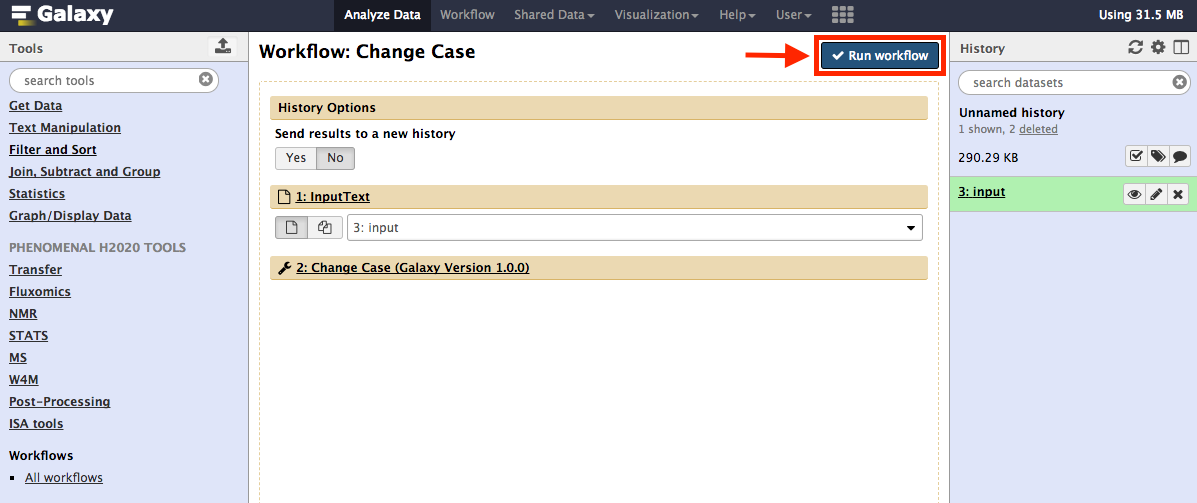 Galaxy
Analyze Data
Workflow
Shared Data
Visualization
Help
User
Using 31.5 MB
Tools
search tools
Get Data
Text Manipulation
Filter and Sort
Join, Subtract and Group
Statistics
Graph/Display Data
PHENOMENAL H2020 TOOLS
Transfer
Fluxomics
NMR
STATS
MS
W4M
Post-Processing
ISA tools
Workflows
All workflows
Workflow: Change Case
Run workflow
History Options
Send results to a new history
Yes
No
1: InputText
3: input
2: Change Case (Galaxy Version 1.0.0)
History
search datasets
Unnamed history
1 shown, 2 deleted
290.29 KB
3: input